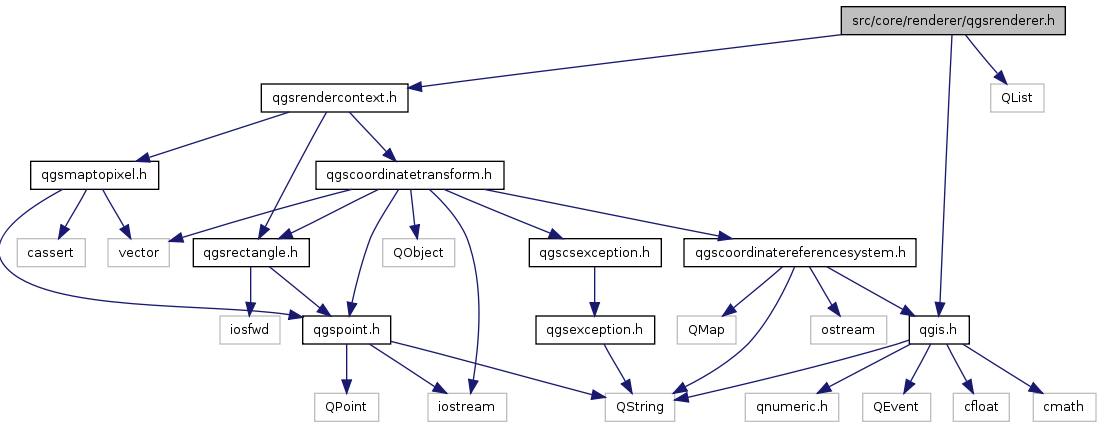 src/core/renderer/qgsrenderer.h
qgsrendercontext.h
QList
qgsmaptopixel.h
qgscoordinatetransform.h
cassert
vector
qgsrectangle.h
QObject
qgscsexception.h
qgscoordinatereferencesystem.h
iosfwd
qgspoint.h
qgsexception.h
QMap
ostream
qgis.h
QPoint
iostream
QString
qnumeric.h
QEvent
cfloat
cmath